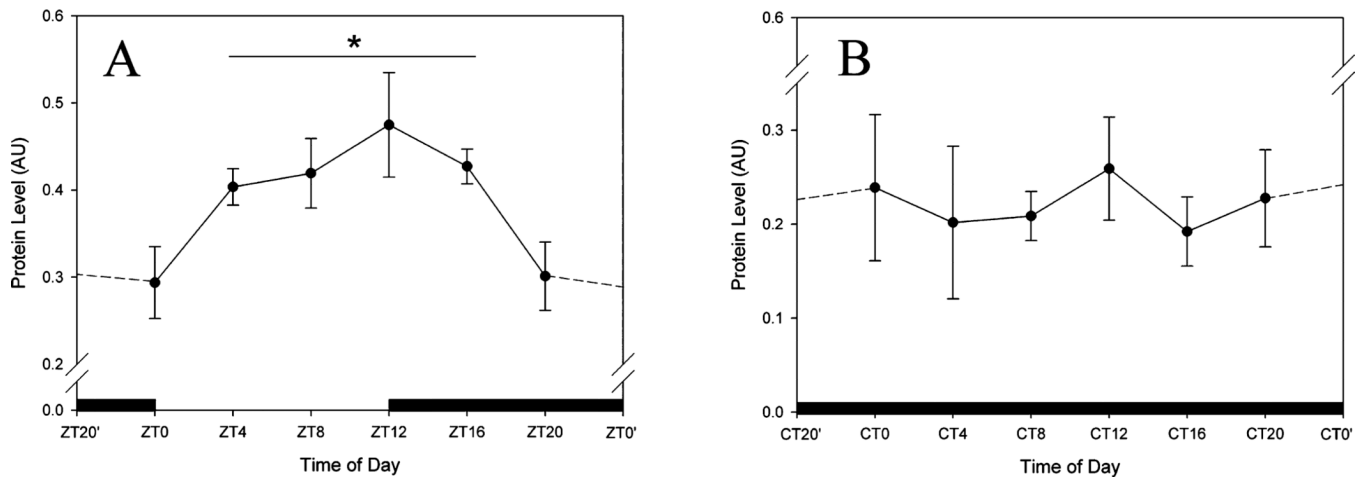 A
*
Protein Level (AU)
0.6
0.5
0.4
0.3
0.2
0.0
ZT20' ZT0 ZT4 ZT8 ZT12 ZT16 ZT20 ZT0'
Time of Day
B
Protein Level (AU)
0.6
0.3
0.2
0.1
0.0
CT20' CT0 CT4 CT8 CT12 CT16 CT20 CT0'
Time of Day